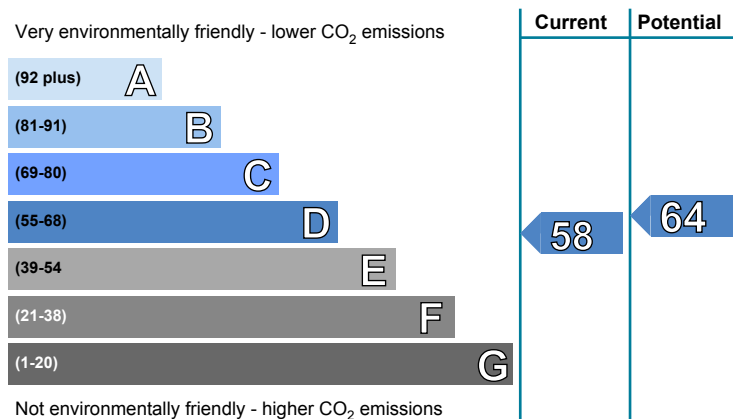 Current Potential
Very environmentally friendly - lower CO₂ emissions
(92 plus) A
(81-91) B
(69-80) C
(55-68) D
58 64
(39-54 E
(21-38) F
(1-20) G
Not environmentally friendly - higher CO₂ emissions